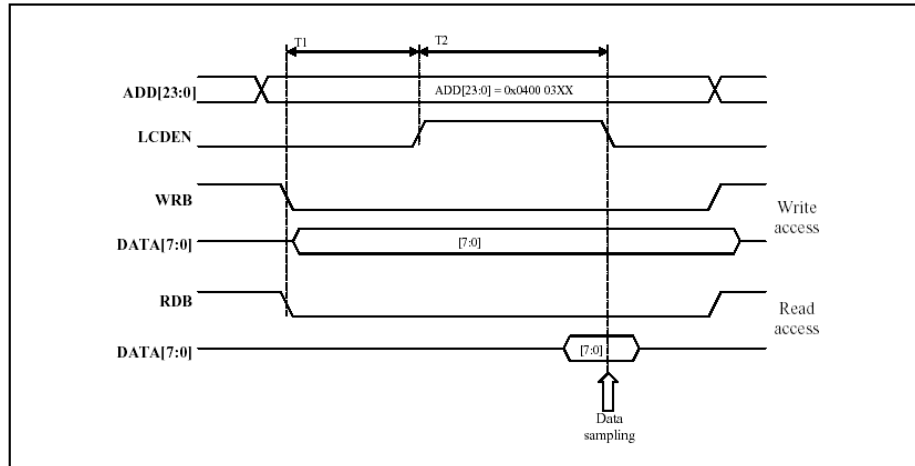 T1
T2
ADD[23:0]
ADD[23:0] = 0x0400 03XX
LCDEN
WRB
Write
access
DATA[7:0]
[7:0]
RDB
Read
access
DATA[7:0]
[7:0]
Data
sampling